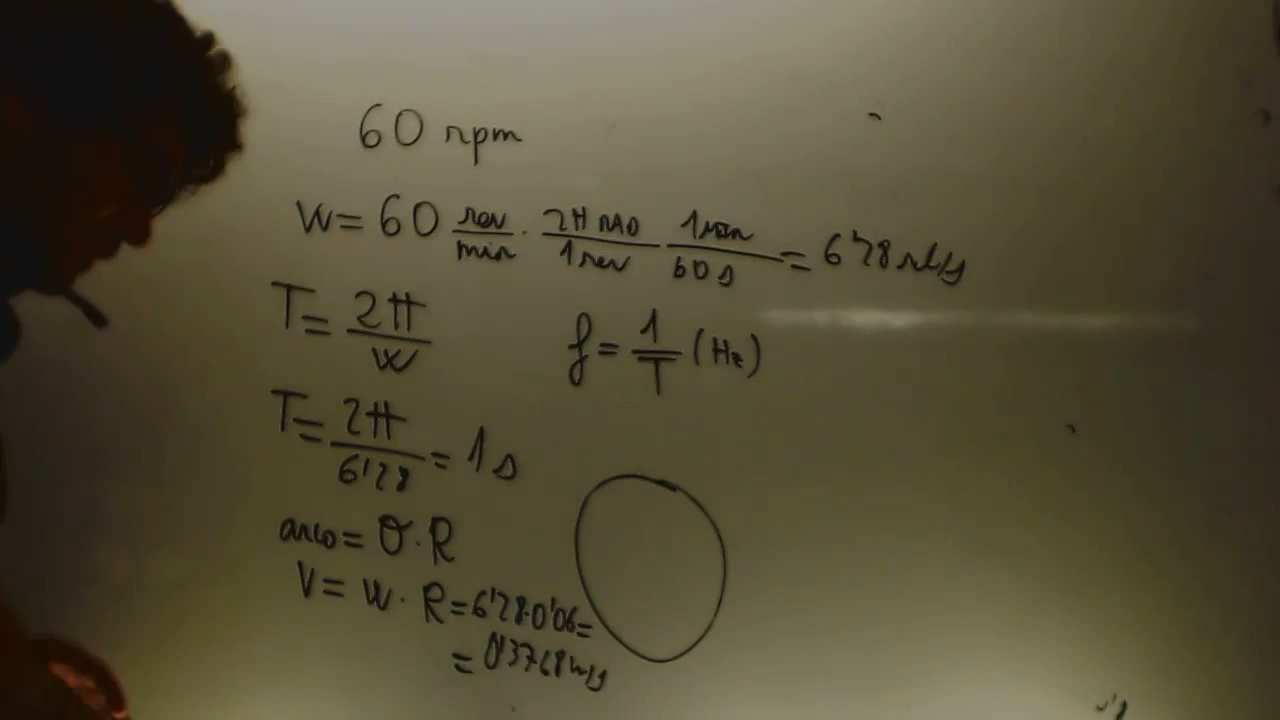 60 rpm
W = 60 rev/min · 2π rad/1 rev · 1 min/60 s = 6'28 rd/s
T = 2π/W
f = 1/T (Hz)
T = 2π/6'28 = 1 s
arco = θ · R
V = W · R = 6'28·0'06 =
= 0'3768 m/s